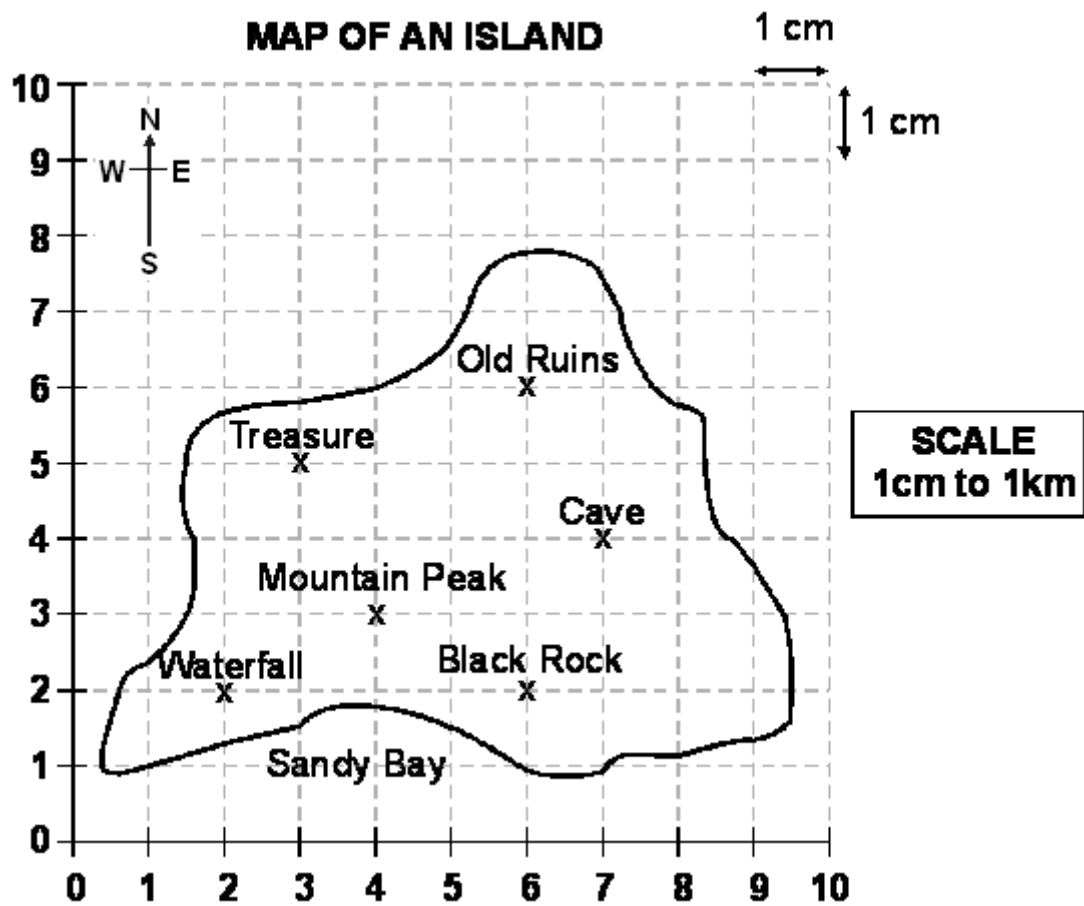 MAP OF AN ISLAND
1 cm
1 cm
10
9
8
7
6
5
4
3
2
1
0
N
W E
S
Old Ruins
X
Treasure
X
Cave
X
Mountain Peak
X
Waterfall
X
Black Rock
X
Sandy Bay
SCALE
1cm to 1km
0 1 2 3 4 5 6 7 8 9 10